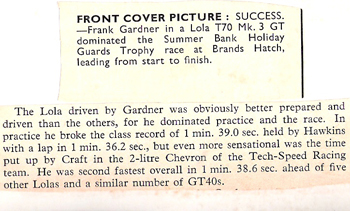 FRONT COVER PICTURE : SUCCESS.
—Frank Gardner in a Lola T70 Mk. 3 GT
dominated the Summer Bank Holiday
Guards Trophy race at Brands Hatch,
leading from start to finish.
The Lola driven by Gardner was obviously better prepared and
driven than the others, for he dominated practice and the race. In
practice he broke the class record of 1 min. 39.0 sec. held by Hawkins
with a lap in 1 min. 36.2 sec., but even more sensational was the time
put up by Craft in the 2-litre Chevron of the Tech-Speed Racing
team. He was second fastest overall in 1 min. 38.6 sec. ahead of five
other Lolas and a similar number of GT40s.